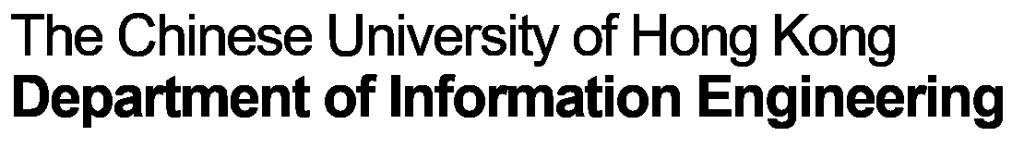 The Chinese University of Hong Kong
Department of Information Engineering